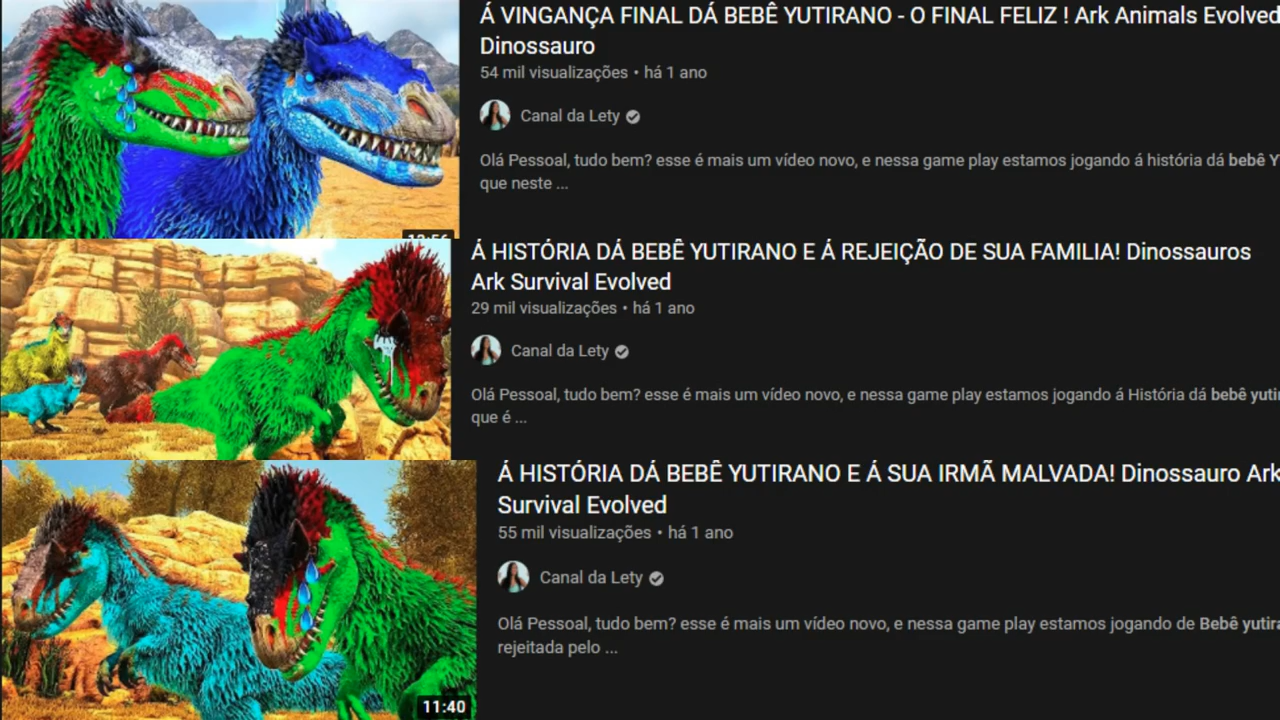 Á VINGANÇA FINAL DÁ BEBÊ YUTIRANO - O FINAL FELIZ ! Ark Animals Evolved
Dinossauro
54 mil visualizações • há 1 ano
Canal da Lety
Olá Pessoal, tudo bem? esse é mais um vídeo novo, e nessa game play estamos jogando á história dá bebê Y
que neste ...
Á HISTÓRIA DÁ BEBÊ YUTIRANO E Á REJEIÇÃO DE SUA FAMILIA! Dinossauros
Ark Survival Evolved
29 mil visualizações • há 1 ano
Canal da Lety
Olá Pessoal, tudo bem? esse é mais um vídeo novo, e nessa game play estamos jogando á História dá bebê yuti
que é ...
Á HISTÓRIA DÁ BEBÊ YUTIRANO E Á SUA IRMÃ MALVADA! Dinossauro Ark
Survival Evolved
55 mil visualizações • há 1 ano
Canal da Lety
Olá Pessoal, tudo bem? esse é mais um vídeo novo, e nessa game play estamos jogando de Bebê yutira
rejeitada pelo ...
11:40